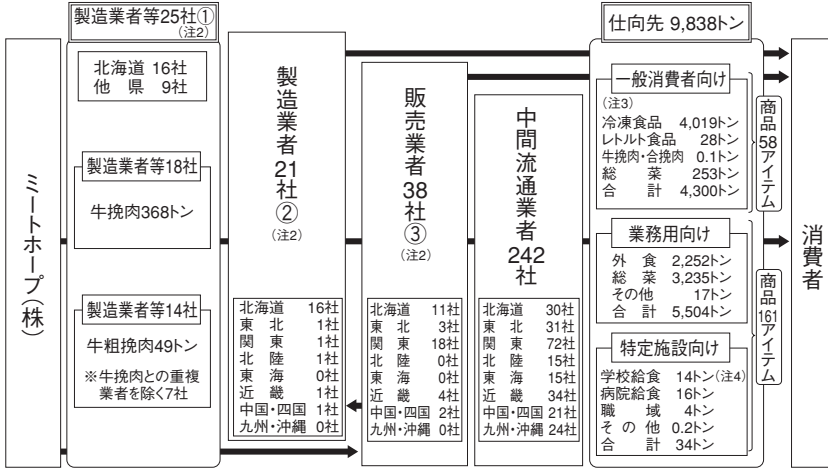 ミートホープ(株)
製造業者等25社①
(注2)
北海道 16社
他　県 9社
製造業者等18社
牛挽肉368トン
製造業者等14社
牛粗挽肉49トン
※牛挽肉との重複
業者を除く7社
製造業者21社②
(注2)
北海道 16社
東　北 1社
関　東 1社
北　陸 1社
東　海 0社
近　畿 1社
中国・四国 1社
九州・沖縄 0社
販売業者38社③
(注2)
北海道 11社
東　北 3社
関　東 18社
北　陸 0社
東　海 0社
近　畿 4社
中国・四国 2社
九州・沖縄 0社
中間流通業者242社
北海道 30社
東　北 31社
関　東 72社
北　陸 15社
東　海 15社
近　畿 34社
中国・四国 21社
九州・沖縄 24社
仕向先 9,838トン
一般消費者向け
(注3)
冷凍食品 4,019トン
レトルト食品 28トン
牛挽肉・合挽肉 0.1トン
総　菜 253トン
合　計 4,300トン
商品58アイテム
業務用向け
外　食 2,252トン
総　菜 3,235トン
その他 17トン
合　計 5,504トン
特定施設向け
学校給食 14トン(注4)
病院給食 16トン
職　域 4トン
そ の 他 0.2トン
合　計 34トン
商品161アイテム
消費者